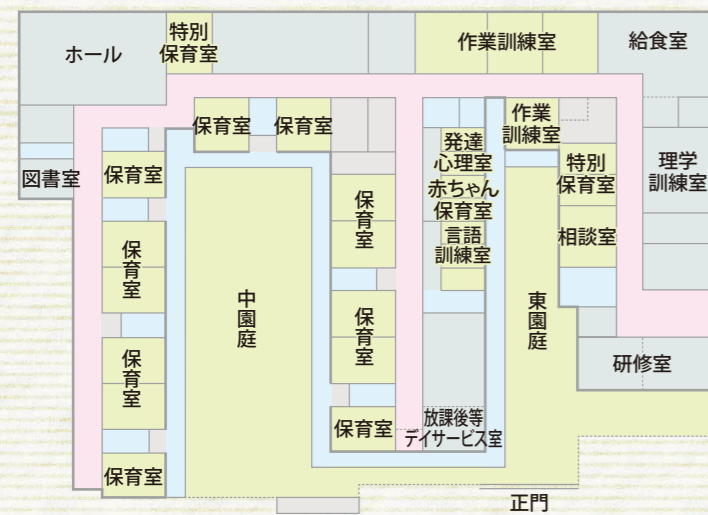 ホール
特別
保育室
作業訓練室
給食室
保育室
保育室
作業
訓練室
図書室
保育室
発達
心理室
赤ちゃん
保育室
言語
訓練室
特別
保育室
理学
訓練室
保育室
相談室
保育室
中園庭
東園庭
保育室
保育室
研修室
保育室
放課後等
デイサービス室
保育室
正門